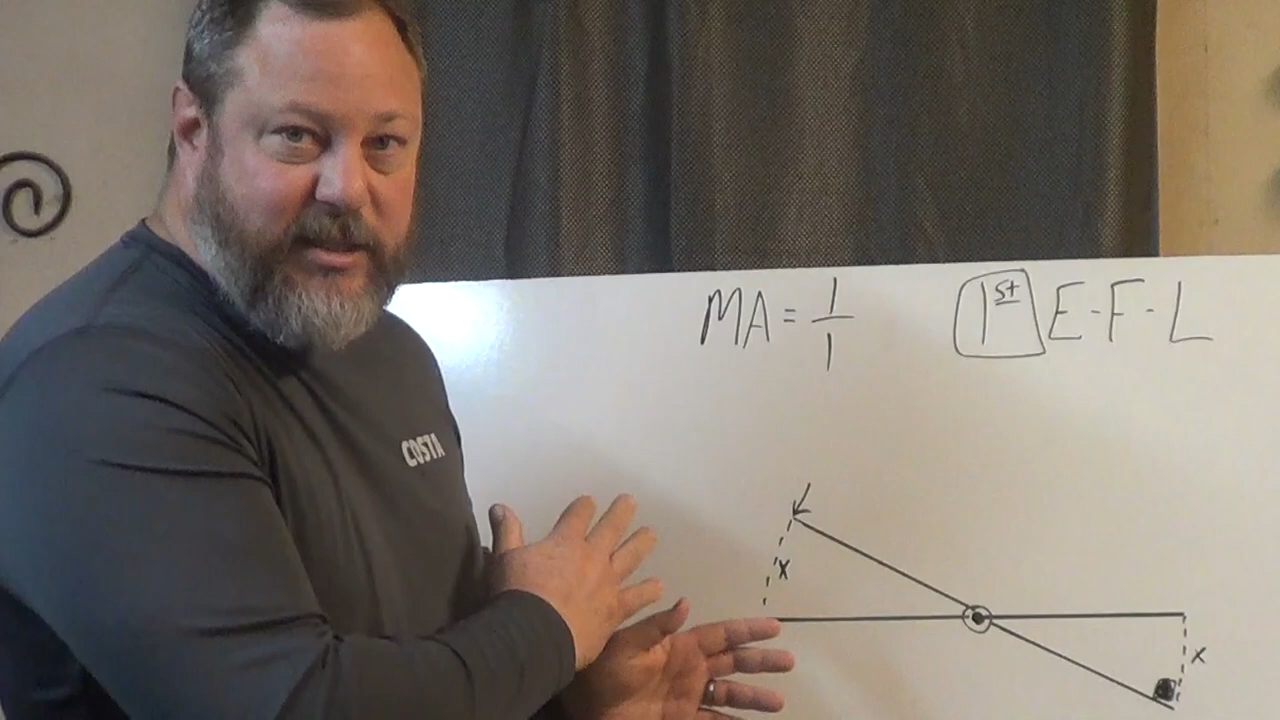 MA = 1/1
1st E-F-L
COSTA
x
x